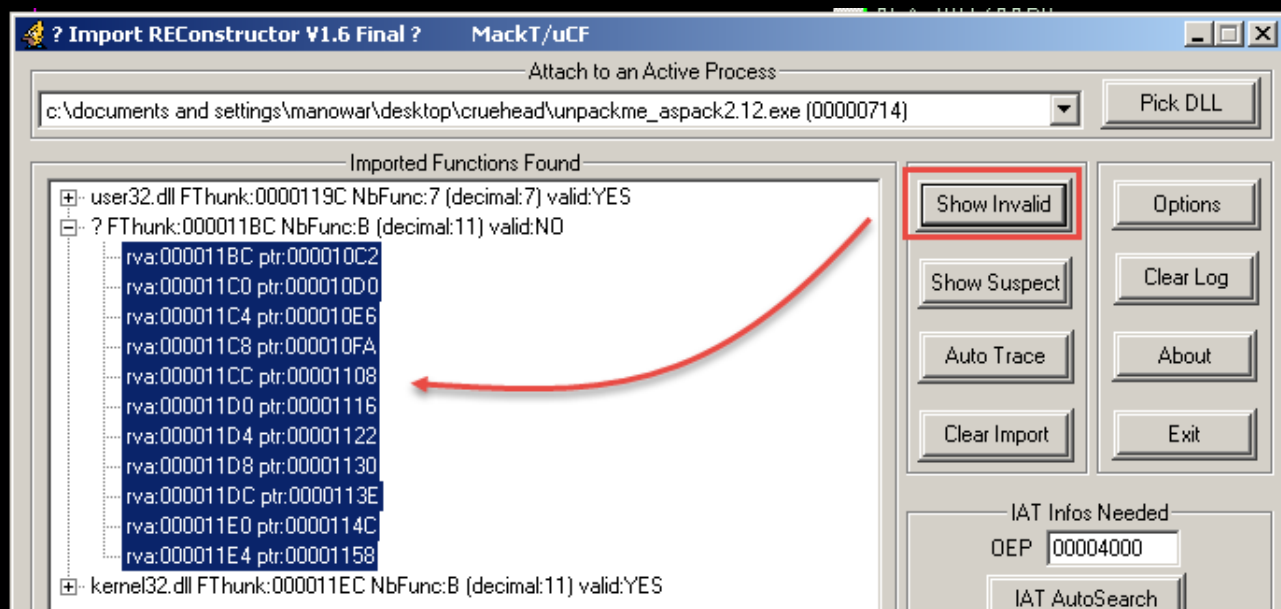 ? Import REConstructor V1.6 Final ? MackT/uCF
Attach to an Active Process
c:\documents and settings\manowar\desktop\cruehead\unpackme_aspack2.12.exe (00000714)
Pick DLL
Imported Functions Found
user32.dll FThunk:0000119C NbFunc:7 (decimal:7) valid:YES
? FThunk:000011BC NbFunc:B (decimal:11) valid:NO
rva:000011BC ptr:000010C2
rva:000011C0 ptr:000010D0
rva:000011C4 ptr:000010E6
rva:000011C8 ptr:000010FA
rva:000011CC ptr:00001108
rva:000011D0 ptr:00001116
rva:000011D4 ptr:00001122
rva:000011D8 ptr:00001130
rva:000011DC ptr:0000113E
rva:000011E0 ptr:0000114C
rva:000011E4 ptr:00001158
kernel32.dll FThunk:000011EC NbFunc:B (decimal:11) valid:YES
Show Invalid
Options
Show Suspect
Clear Log
Auto Trace
About
Clear Import
Exit
IAT Infos Needed
OEP 00004000
IAT AutoSearch